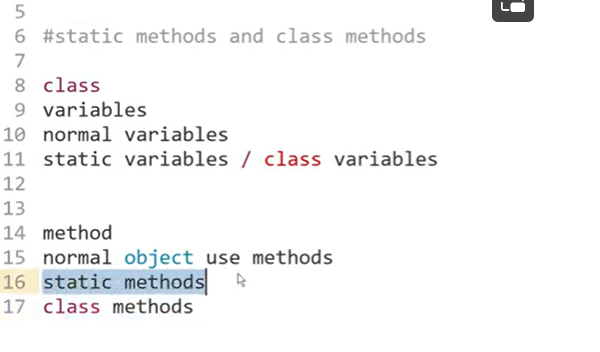 5
6 #static methods and class methods
7
8 class
9 variables
10 normal variables
11 static variables / class variables
12
13
14 method
15 normal object use methods
16 static methods
17 class methods